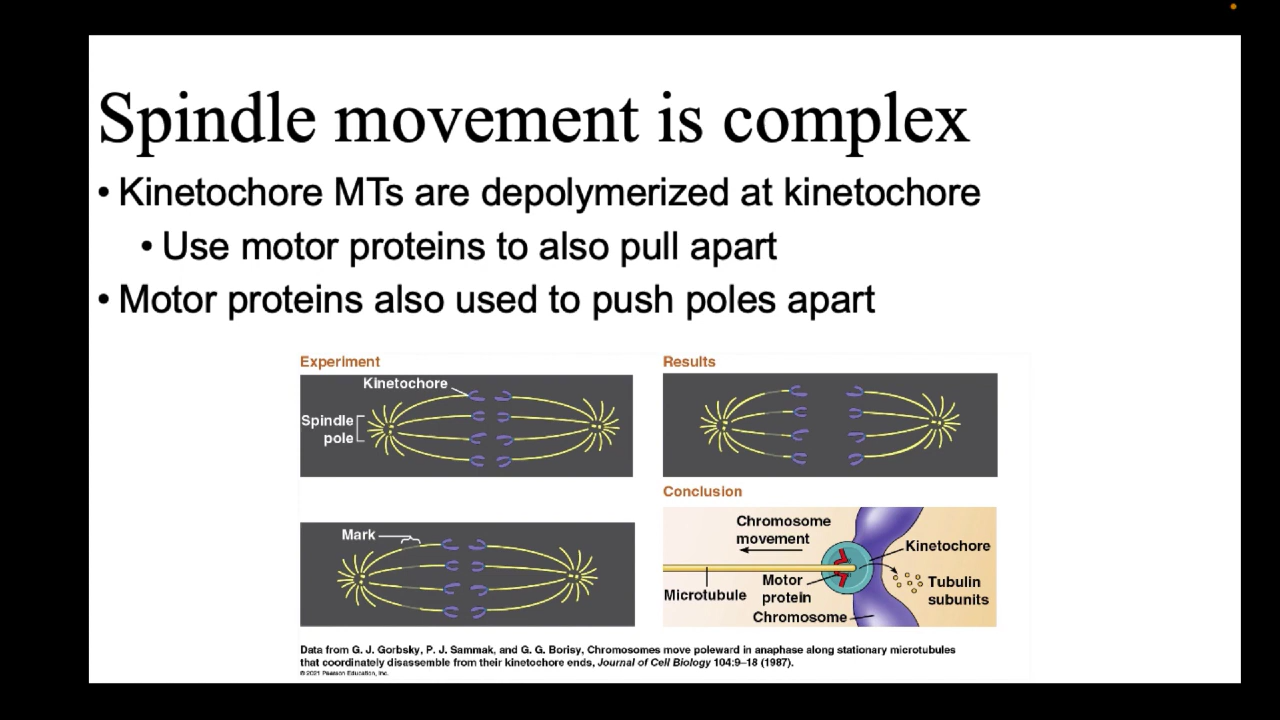 Spindle movement is complex
• Kinetochore MTs are depolymerized at kinetochore
• Use motor proteins to also pull apart
• Motor proteins also used to push poles apart
Experiment
Kinetochore
Spindle
pole
Mark
Results
Conclusion
Chromosome
movement
Kinetochore
Microtubule
Motor
protein
Tubulin
subunits
Chromosome
Data from G. J. Gorbsky, P. J. Sammak, and G. G. Borisy, Chromosomes move poleward in anaphase along stationary microtubules
that coordinately disassemble from their kinetochore ends, Journal of Cell Biology 104:9–18 (1987).
© 2021 Pearson Education, Inc.